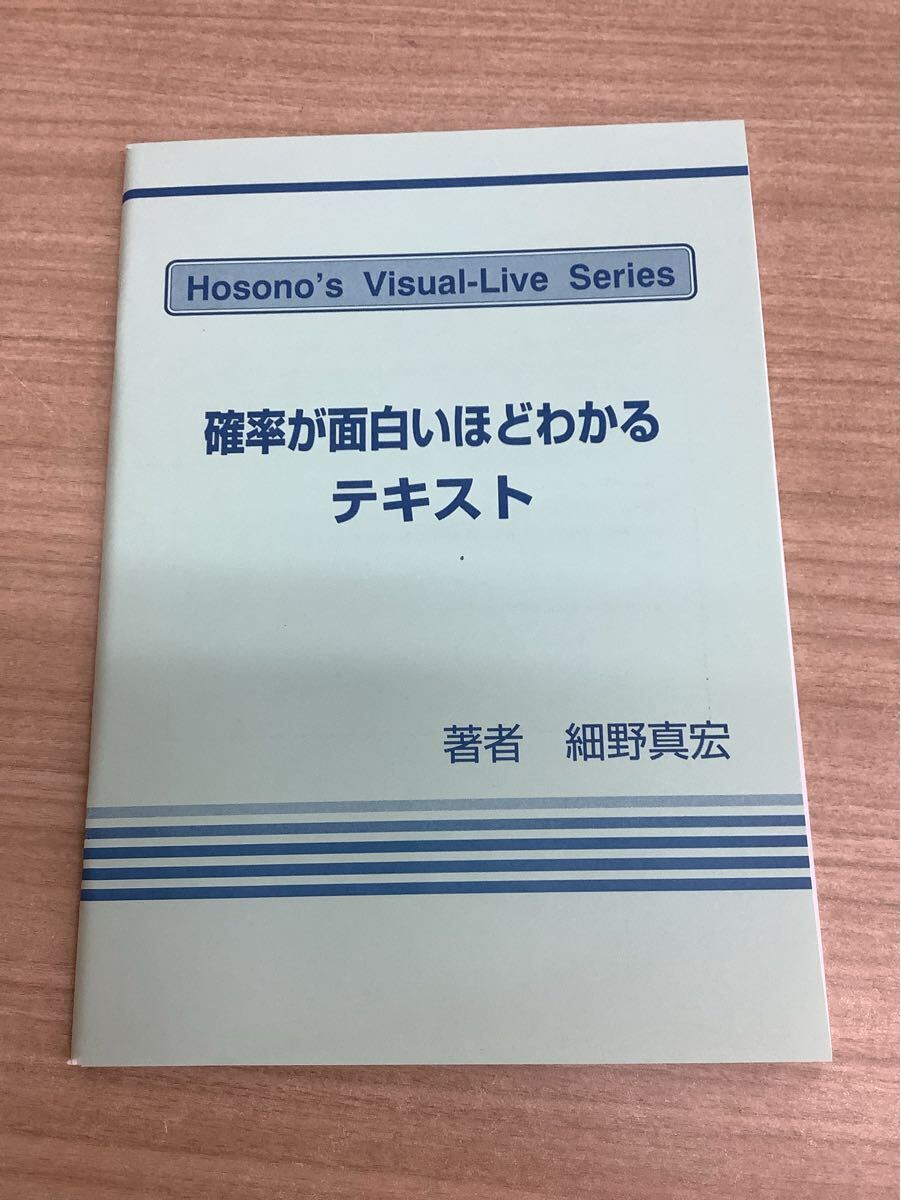 Hosono's Visual-Live Series
確率が面白いほどわかる
テキスト
著者 細野真宏